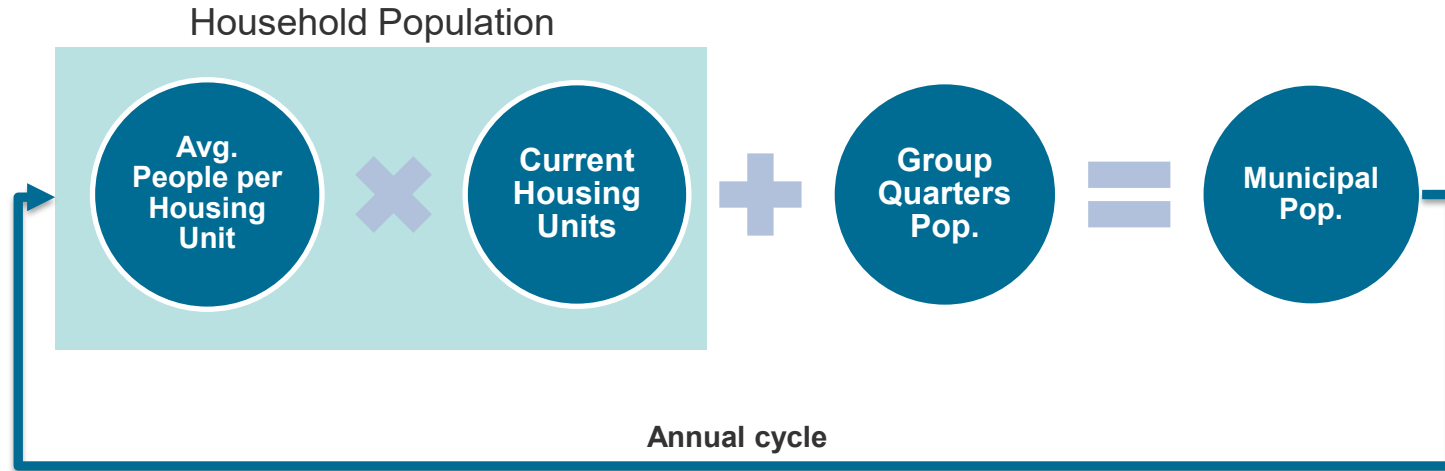 Household Population
Avg.
People per
Housing
Unit
Current
Housing
Units
Group
Quarters
Pop.
Municipal
Pop.
Annual cycle